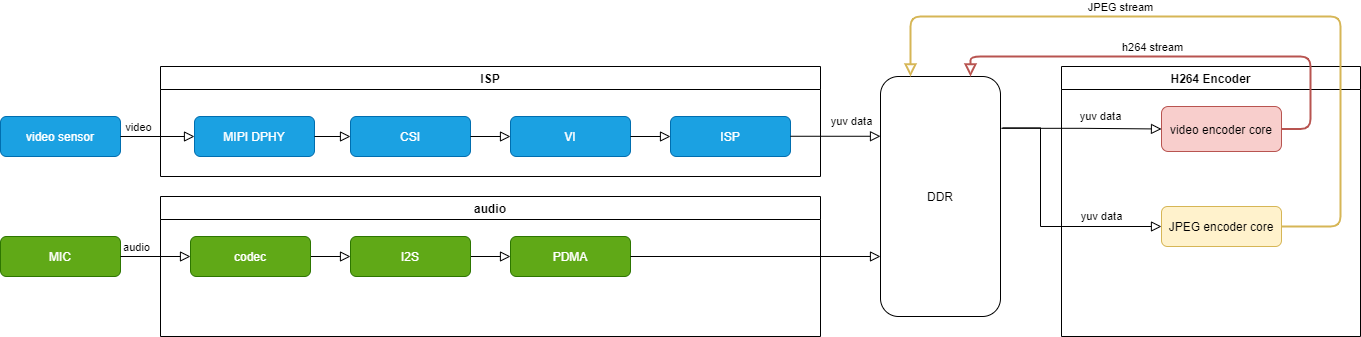 JPEG stream
h264 stream
ISP
H264 Encoder
video sensor
video
MIPI DPHY
CSI
VI
ISP
yuv data
yuv data
video encoder core
DDR
audio
yuv data
JPEG encoder core
MIC
audio
codec
I2S
PDMA